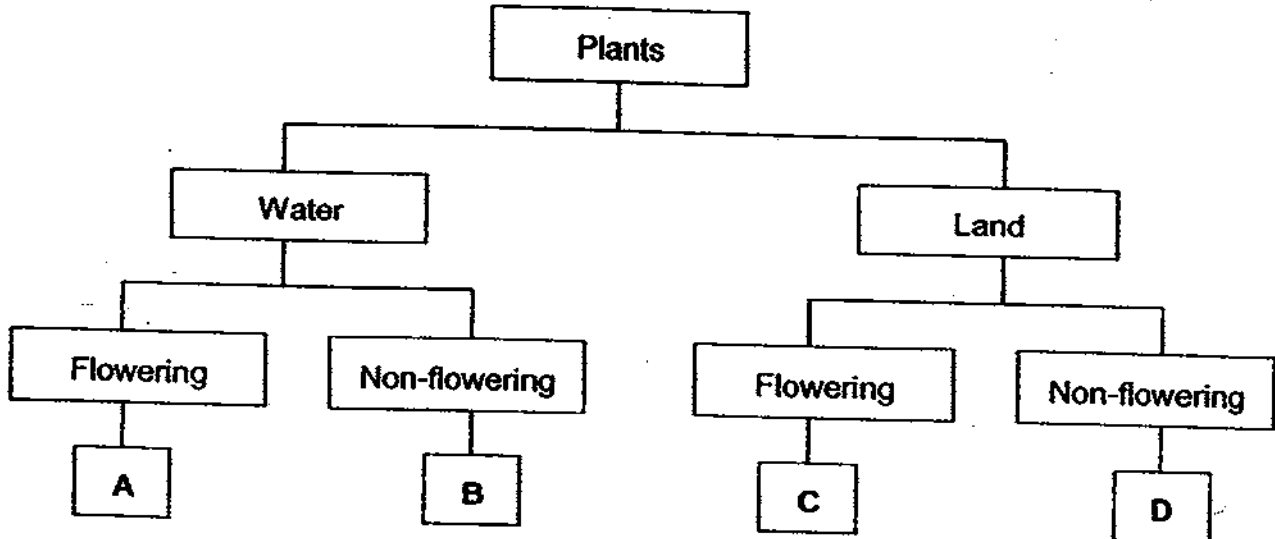 Plants
Water
Land
Flowering
Non-flowering
Flowering
Non-flowering
A
B
C
D